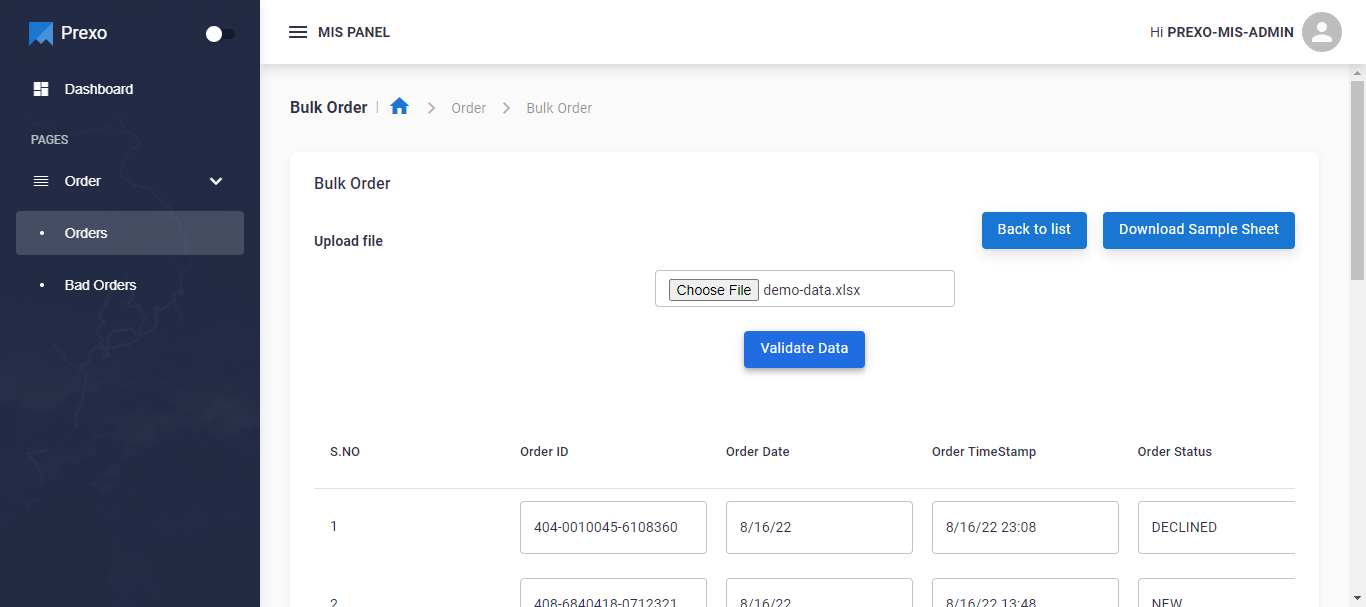 Prexo
MIS PANEL
Hi PREXO-MIS-ADMIN
Dashboard
PAGES
Order
Orders
Bad Orders
Bulk Order
Order
Bulk Order
Bulk Order
Upload file
Back to list
Download Sample Sheet
Choose File demo-data.xlsx
Validate Data
S.NO Order ID Order Date Order TimeStamp Order Status
1 404-0010045-6108360 8/16/22 8/16/22 23:08 DECLINED
2 408-6840418-0712321 8/16/22 8/16/22 13:48 NEW